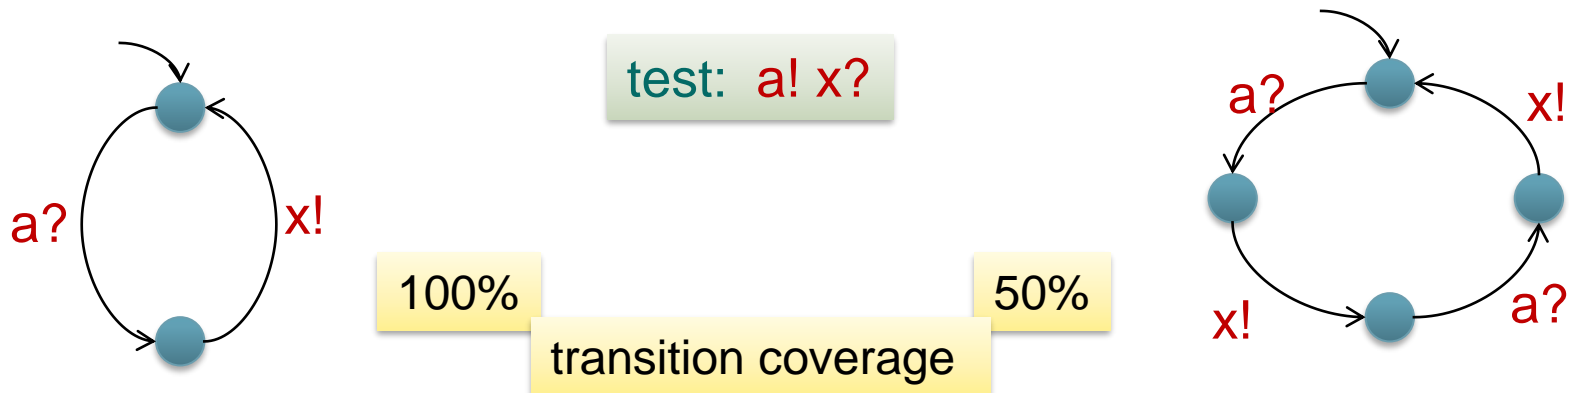 test: a! x?
a?
x!
a?
x!
x!
a?
100%
50%
transition coverage